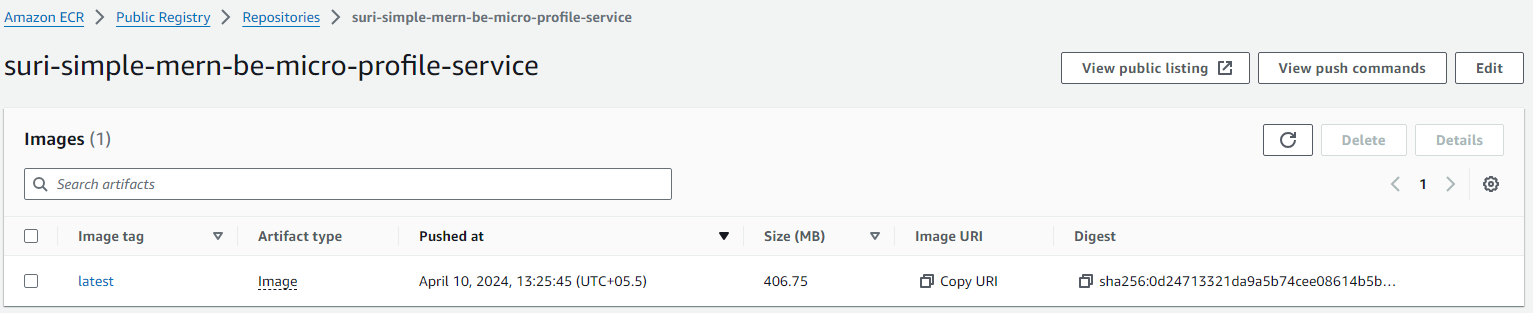 Amazon ECR > Public Registry > Repositories > suri-simple-mern-be-micro-profile-service
suri-simple-mern-be-micro-profile-service
View public listing View push commands Edit
Images (1)
Delete Details
Search artifacts
1
Image tag Artifact type Pushed at Size (MB) Image URI Digest
latest Image April 10, 2024, 13:25:45 (UTC+05.5) 406.75 Copy URI sha256:0d24713321da9a5b74cee08614b5b...